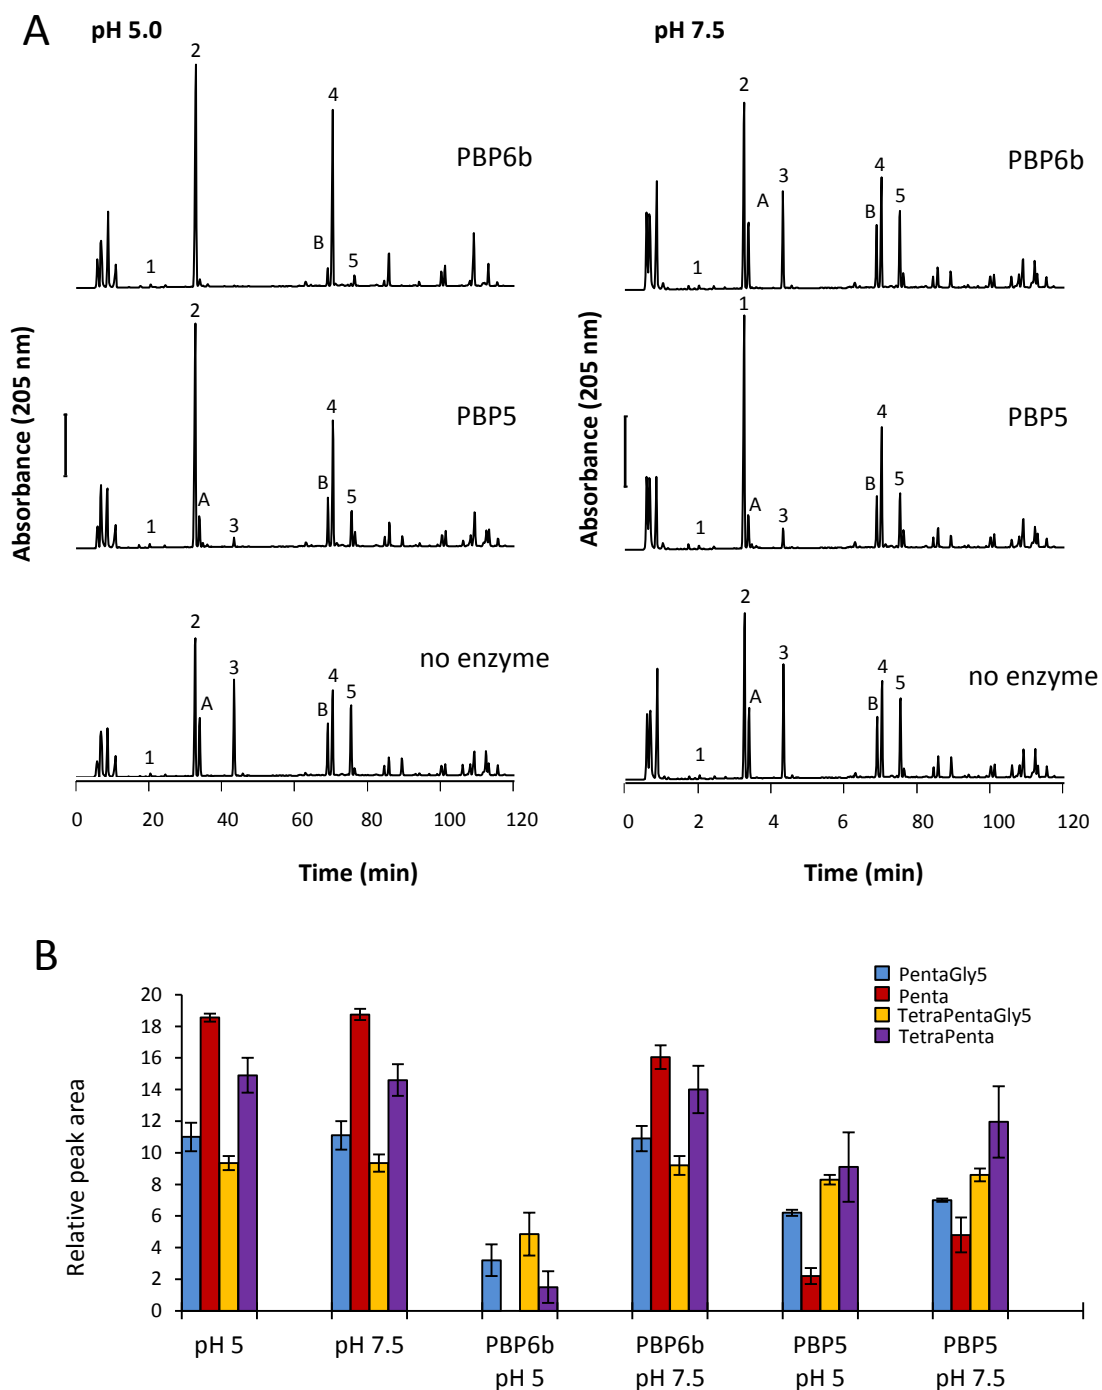 A
pH 5.0
pH 7.5
2
4
PBP6b
B
1
5
2
4
A
3
PBP6b
B
5
1
Absorbance (205 nm)
2
4
PBP5
B
A
5
1
3
Absorbance (205 nm)
1
4
PBP5
B
5
A
3
1
2
no enzyme
3
4
5
A
B
1
2
no enzyme
4
5
A
3
B
1
0 20 40 60 80 100 120
Time (min)
0 2 4 6 80 100 120
Time (min)
B
PentaGly5
Penta
TetraPentaGly5
TetraPenta
Relative peak area
20
18
16
14
12
10
8
6
4
2
0
pH 5
pH 7.5
PBP6b
pH 5
PBP6b
pH 7.5
PBP5
pH 5
PBP5
pH 7.5